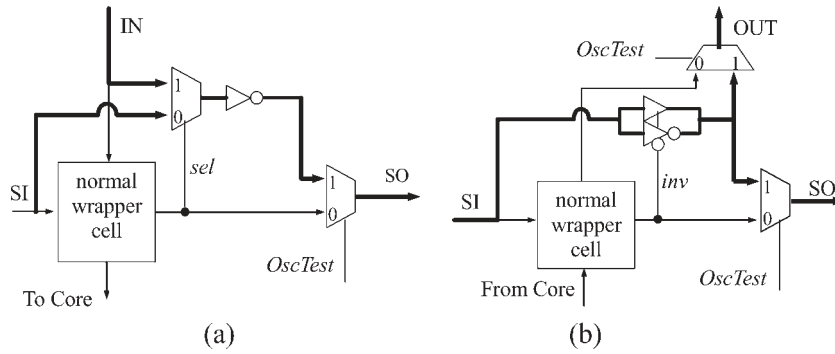 IN
1
0
SI
sel
normal
wrapper
cell
1
0
SO
OscTest
To Core
(a)
OUT
OscTest
0 1
SI
inv
normal
wrapper
cell
1
0
SO
OscTest
From Core
(b)